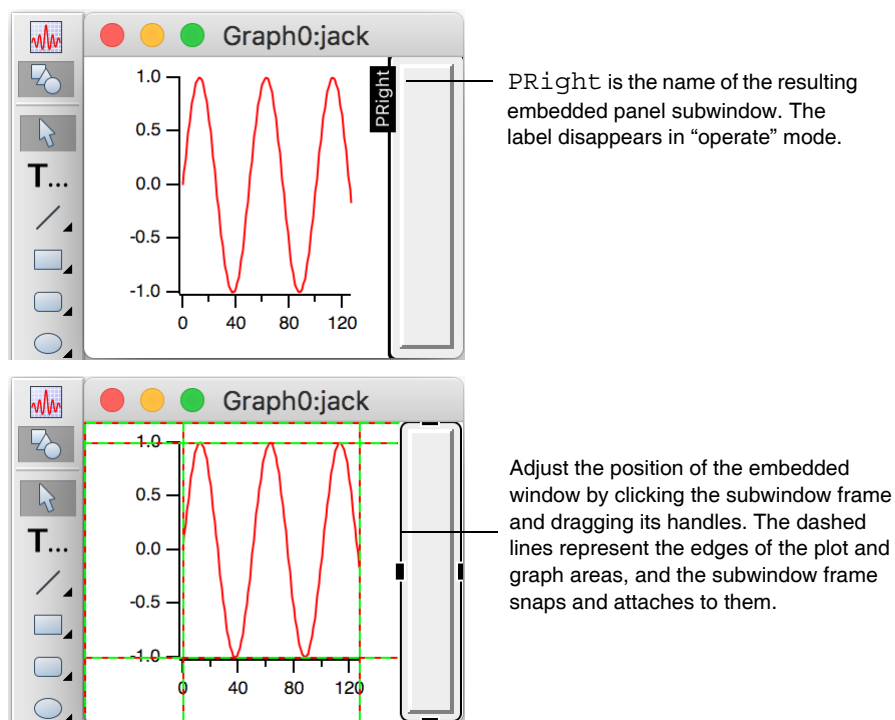 Graph0:jack
1.0
0.5
0.0
-0.5
-1.0
0 40 80 120
PRight
T...
PRight is the name of the resulting
embedded panel subwindow. The
label disappears in “operate” mode.
Graph0:jack
1.0
0.5
0.0
-0.5
-1.0
0 40 80 120
T...
Adjust the position of the embedded
window by clicking the subwindow frame
and dragging its handles. The dashed
lines represent the edges of the plot and
graph areas, and the subwindow frame
snaps and attaches to them.